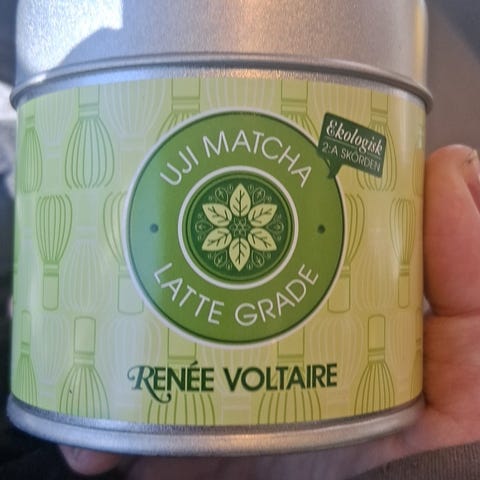 UJI MATCHA
LATTE GRADE
Ekologisk
2:A SKÖRDEN
RENÉE VOLTAIRE